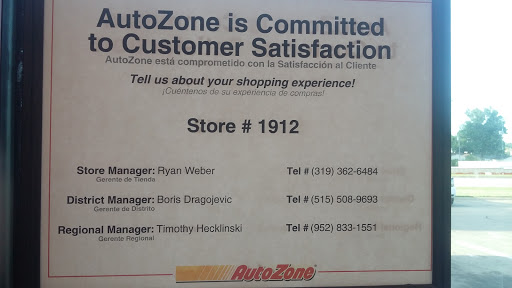 AutoZone is Committed
to Customer Satisfaction
AutoZone está comprometido con la Satisfacción al Cliente
Tell us about your shopping experience!
¡Cuéntenos de su experiencia de compras!
Store # 1912
Store Manager: Ryan Weber Tel # (319) 362-6484
Gerente de Tienda
District Manager: Boris Dragojevic Tel # (515) 508-9693
Gerente de Distrito
Regional Manager: Timothy Hecklinski Tel # (952) 833-1551
Gerente Regional
AutoZone